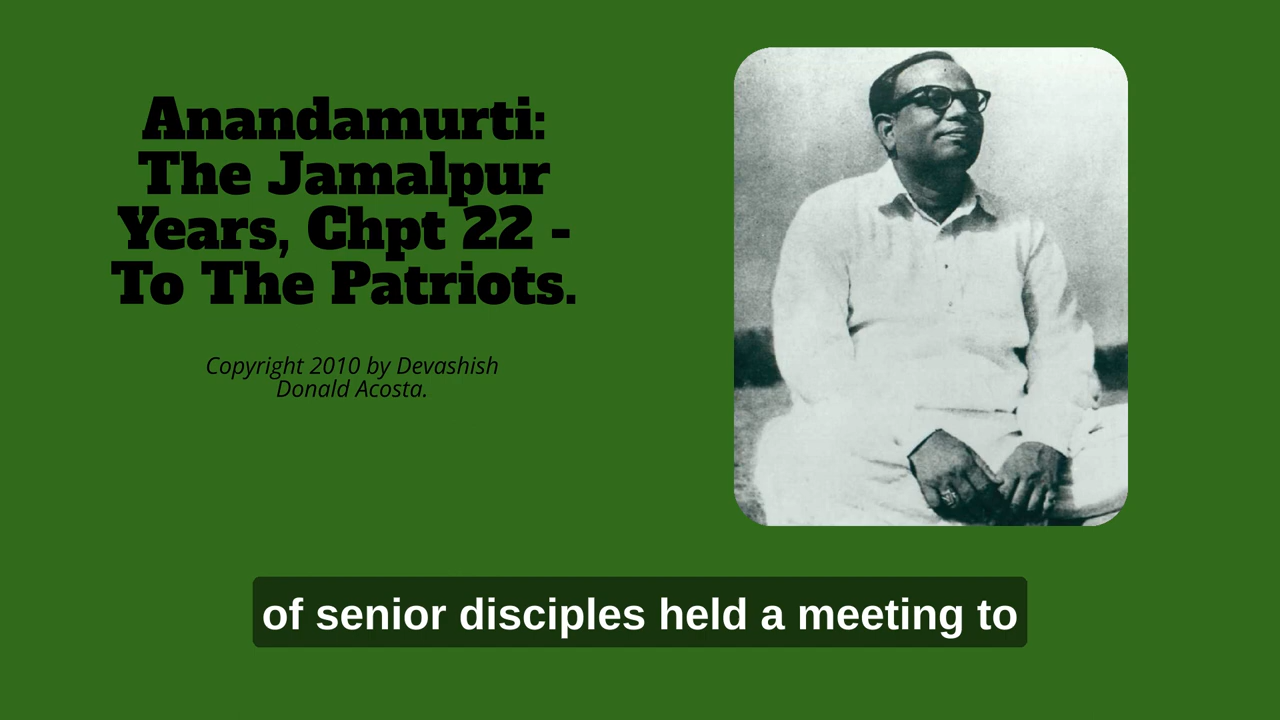 Anandamurti:
The Jamalpur
Years, Chpt 22 -
To The Patriots.
Copyright 2010 by Devashish
Donald Acosta.
of senior disciples held a meeting to